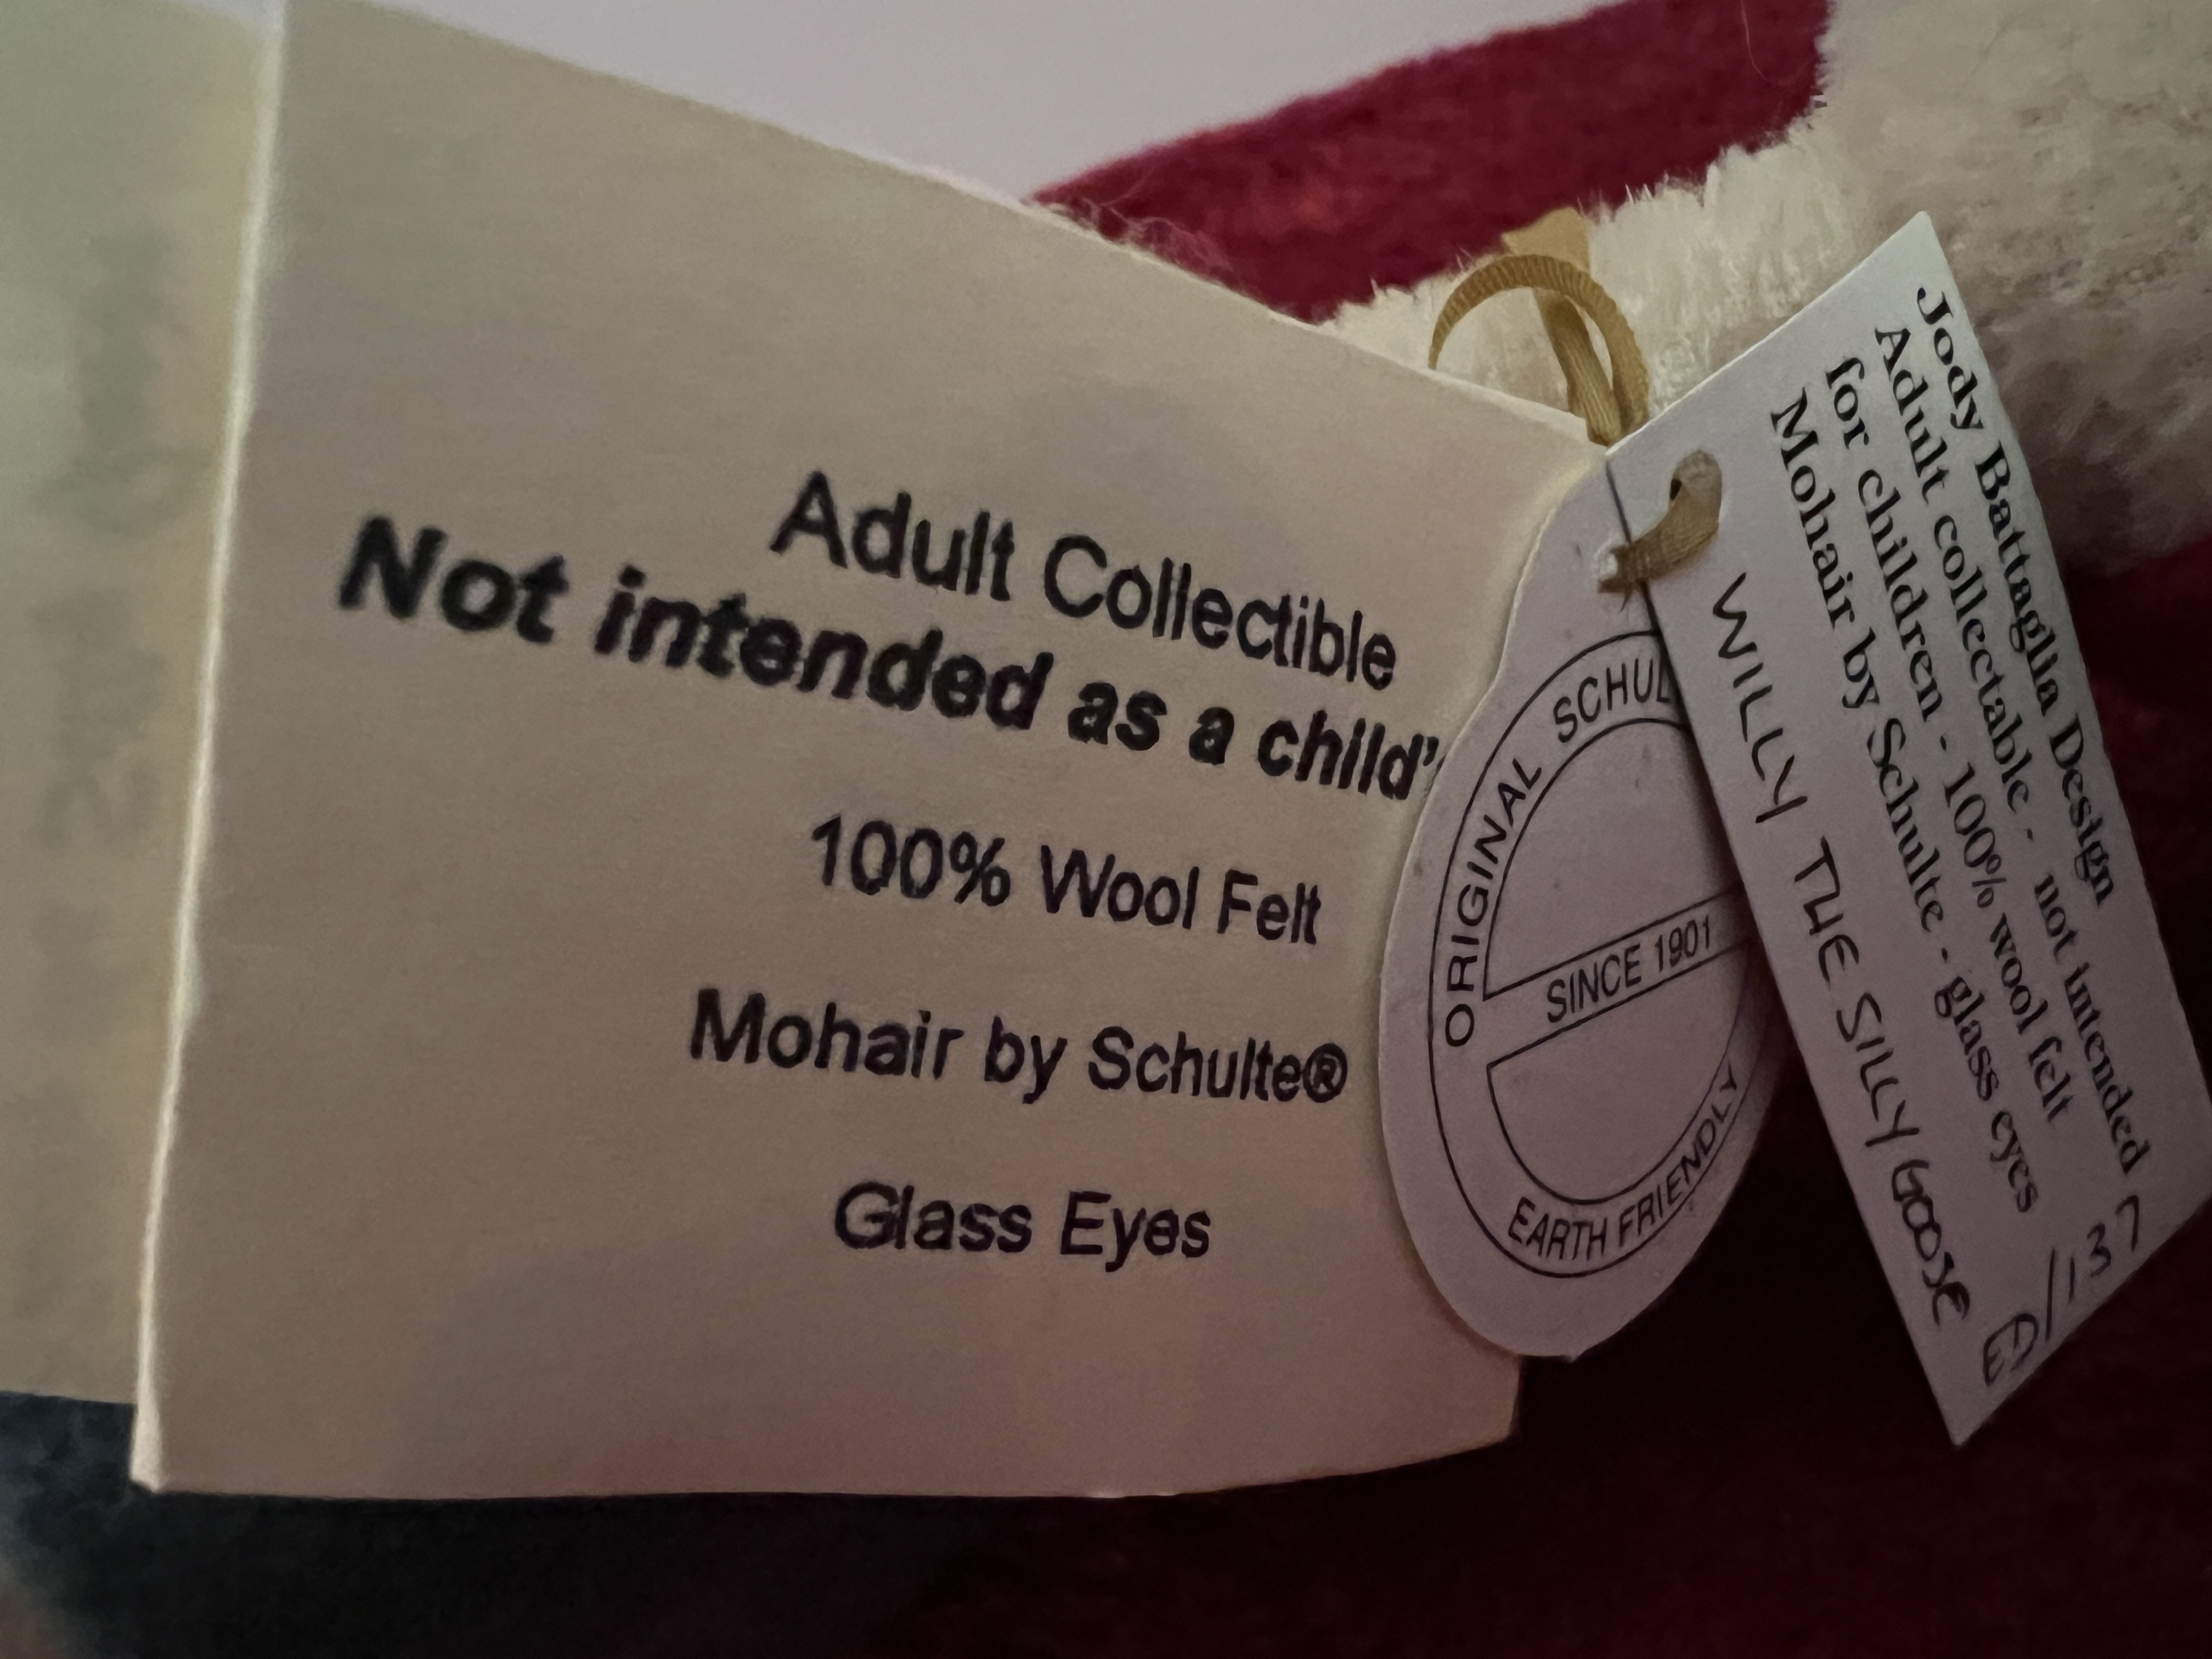 Adult Collectible
Not intended as a child'
100% Wool Felt
Mohair by Schulte®
Glass Eyes
ORIGINAL SCHUL
SINCE 1901
EARTH FRIENDLY
Jody Battaglia Design
Adult collectable - not intended
for children - 100% wool felt
Mohair by Schulte - glass eyes
WILLY THE SILLY GOOSE
/137